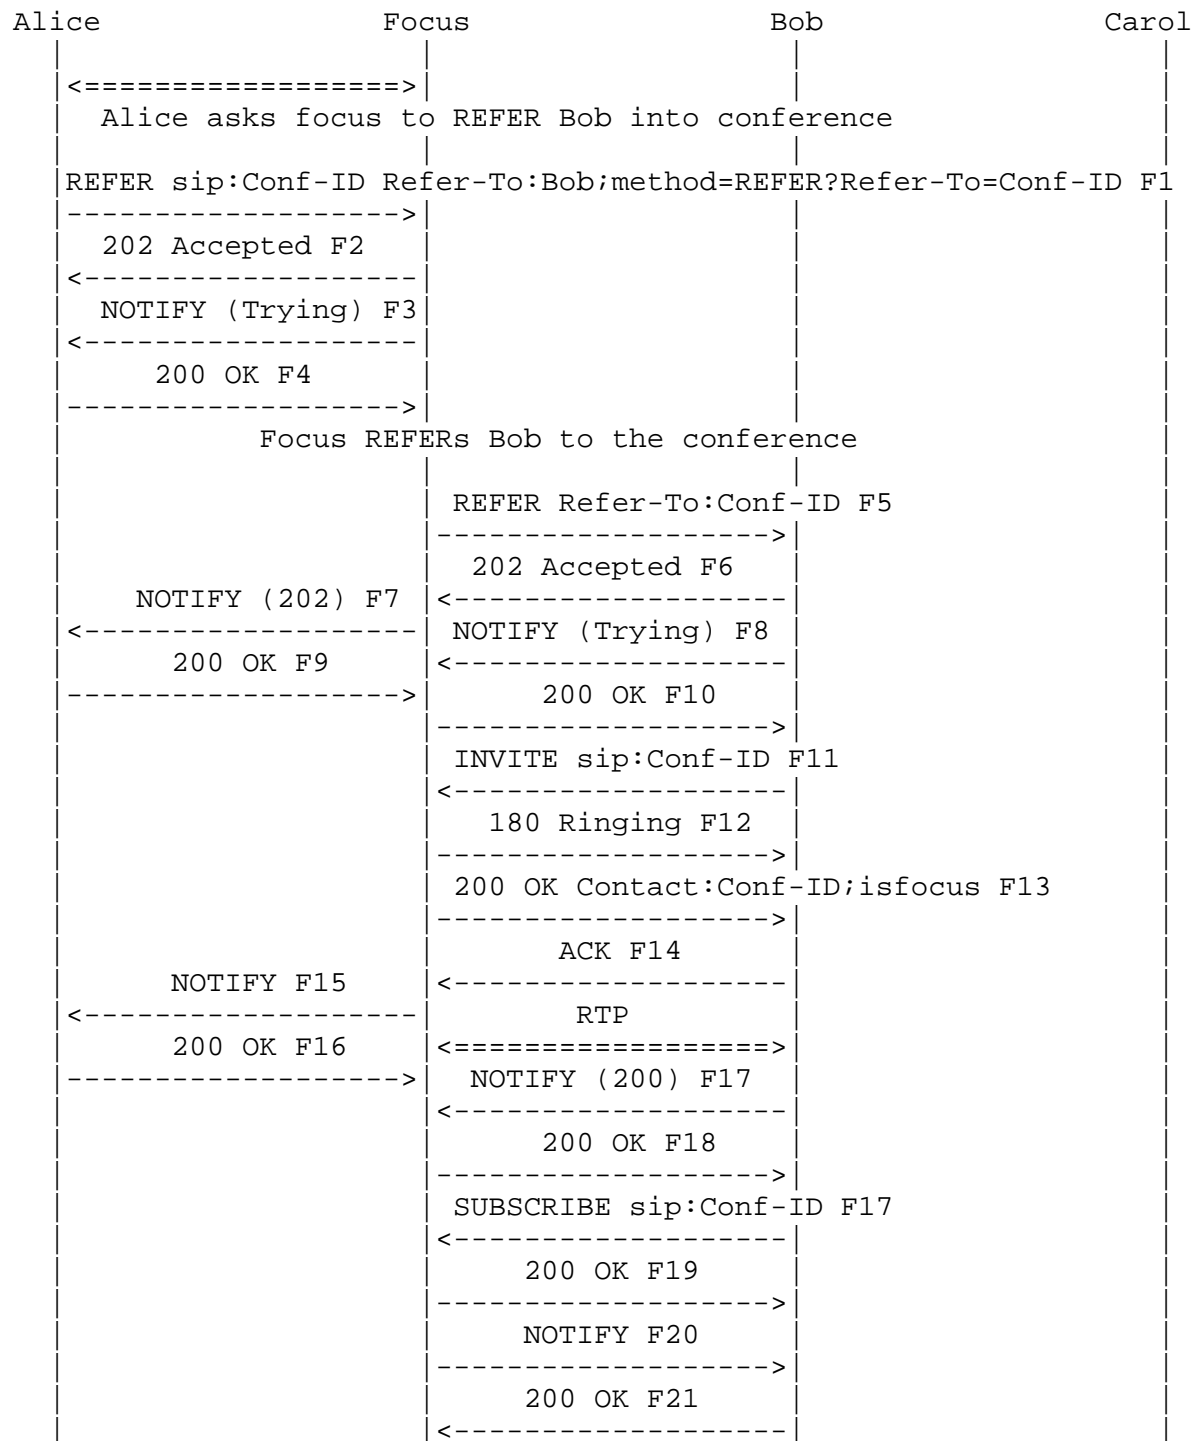 Alice Focus Bob Carol
Alice asks focus to REFER Bob into conference
REFER sip:Conf-ID Refer-To:Bob;method=REFER?Refer-To=Conf-ID F1
202 Accepted F2
NOTIFY (Trying) F3
200 OK F4
Focus REFERs Bob to the conference
REFER Refer-To:Conf-ID F5
202 Accepted F6
NOTIFY (202) F7
NOTIFY (Trying) F8
200 OK F9
200 OK F10
INVITE sip:Conf-ID F11
180 Ringing F12
200 OK Contact:Conf-ID;isfocus F13
ACK F14
NOTIFY F15
RTP
200 OK F16
NOTIFY (200) F17
200 OK F18
SUBSCRIBE sip:Conf-ID F17
200 OK F19
NOTIFY F20
200 OK F21